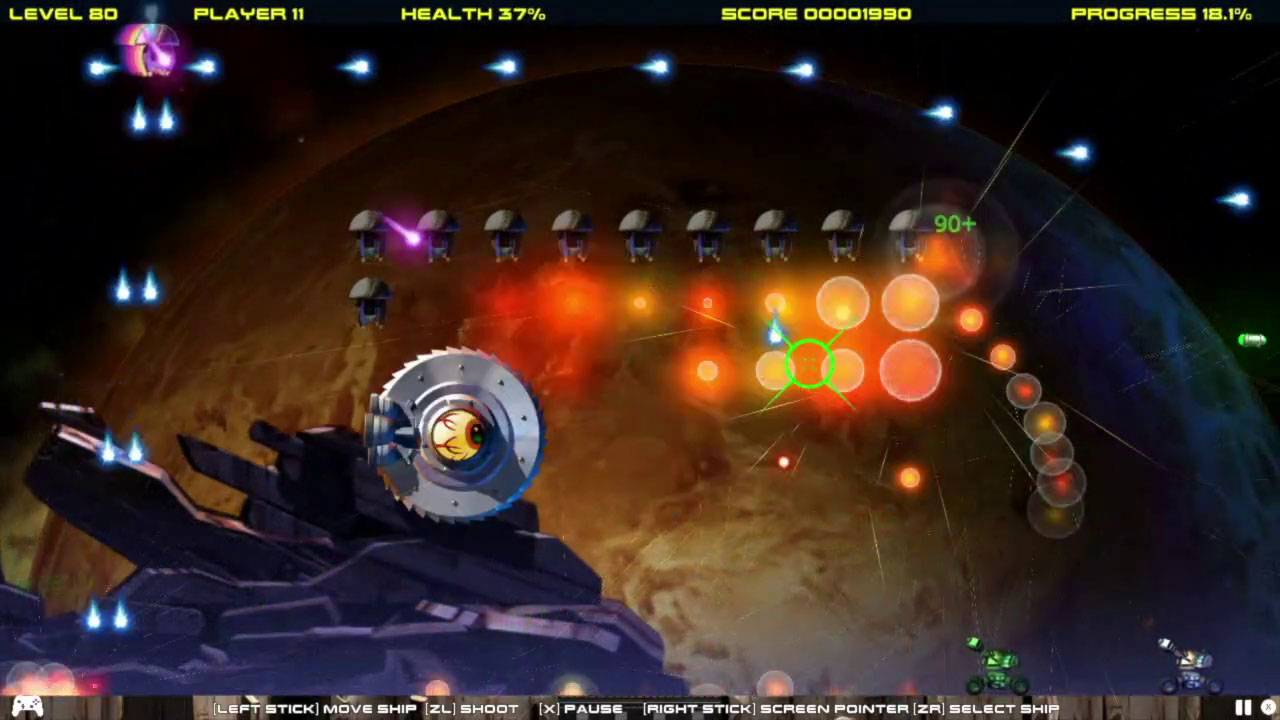 LEVEL 80 PLAYER 11 HEALTH 37% SCORE 00001990 PROGRESS 18.1%
90+
[LEFT STICK] MOVE SHIP [ZL] SHOOT [X] PAUSE [RIGHT STICK] SCREEN POINTER [ZR] SELECT SHIP